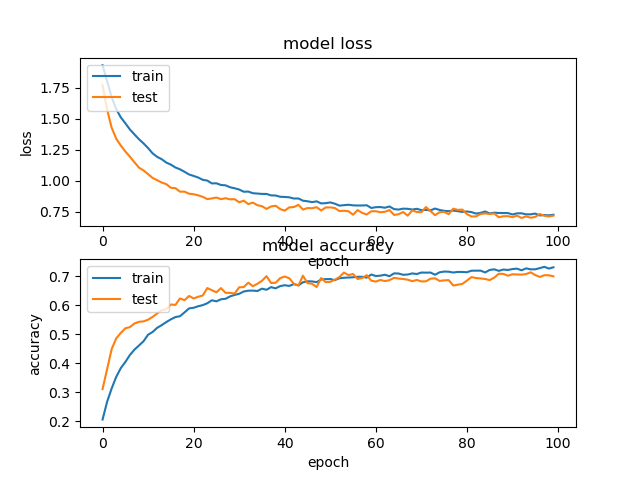 model loss
train
test
1.75
1.50
1.25
1.00
0.75
loss
0 20 40 60 80 100
epoch
model accuracy
train
test
0.7
0.6
0.5
0.4
0.3
0.2
accuracy
0 20 40 60 80 100
epoch